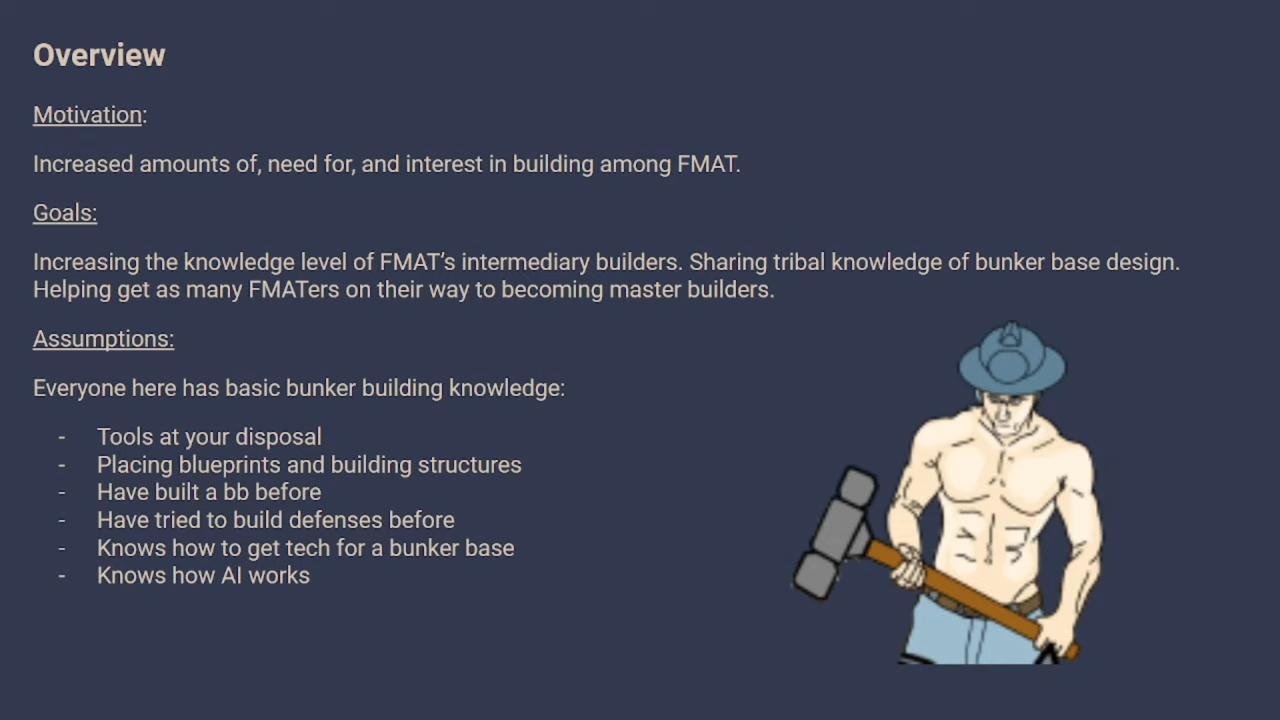 Overview
Motivation:
Increased amounts of, need for, and interest in building among FMAT.
Goals:
Increasing the knowledge level of FMAT's intermediary builders. Sharing tribal knowledge of bunker base design.
Helping get as many FMATers on their way to becoming master builders.
Assumptions:
Everyone here has basic bunker building knowledge:
- Tools at your disposal
- Placing blueprints and building structures
- Have built a bb before
- Have tried to build defenses before
- Knows how to get tech for a bunker base
- Knows how AI works